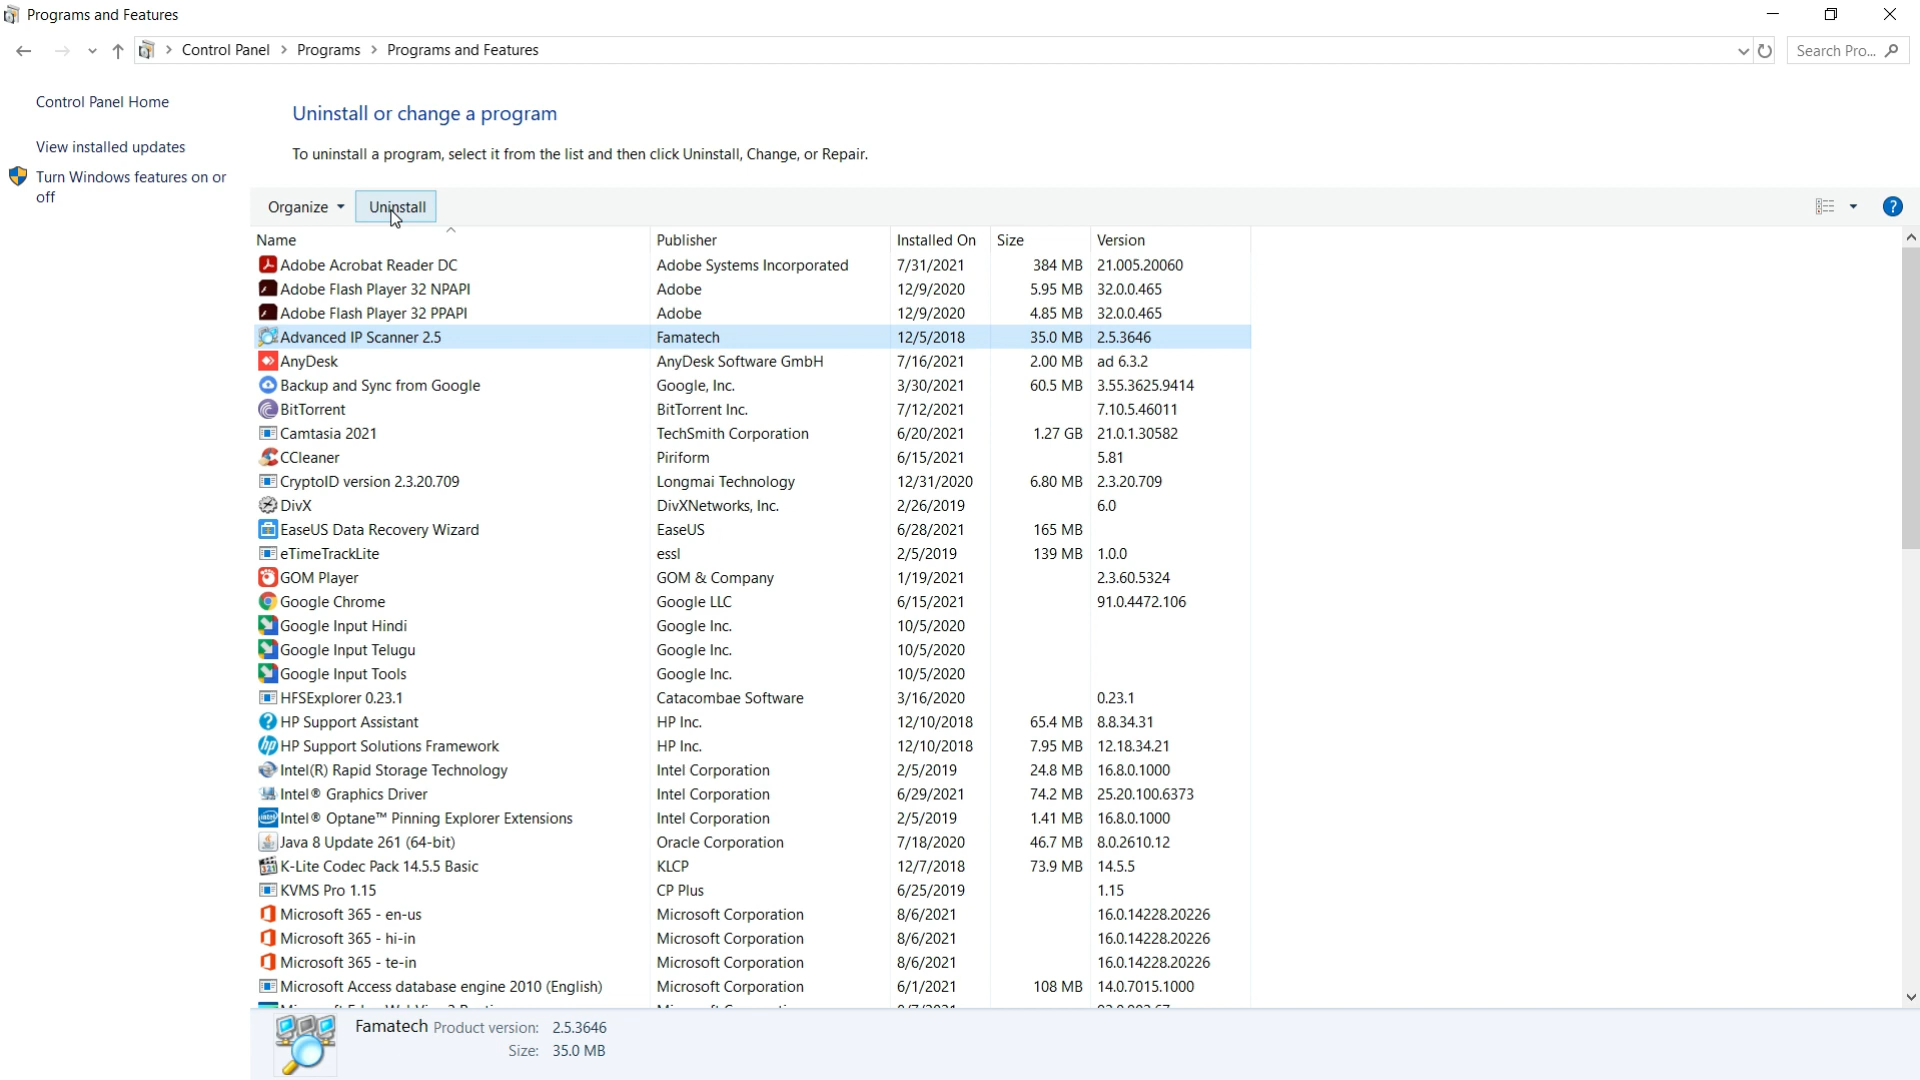 Programs and Features
Control Panel > Programs > Programs and Features
Search Pro...
Control Panel Home
View installed updates
Turn Windows features on or
off
Uninstall or change a program
To uninstall a program, select it from the list and then click Uninstall, Change, or Repair.
Organize Uninstall
Name Publisher Installed On Size Version
Adobe Acrobat Reader DC Adobe Systems Incorporated 7/31/2021 384 MB 21.005.20060
Adobe Flash Player 32 NPAPI Adobe 12/9/2020 5.95 MB 32.0.0.465
Adobe Flash Player 32 PPAPI Adobe 12/9/2020 4.85 MB 32.0.0.465
Advanced IP Scanner 2.5 Famatech 12/5/2018 35.0 MB 2.5.3646
AnyDesk AnyDesk Software GmbH 7/16/2021 2.00 MB ad 6.3.2
Backup and Sync from Google Google, Inc. 3/30/2021 60.5 MB 3.55.3625.9414
BitTorrent BitTorrent Inc. 7/12/2021 7.10.5.46011
Camtasia 2021 TechSmith Corporation 6/20/2021 1.27 GB 21.0.1.30582
CCleaner Piriform 6/15/2021 5.81
CryptoID version 2.3.20.709 Longmai Technology 12/31/2020 6.80 MB 2.3.20.709
DivX DivXNetworks, Inc. 2/26/2019 6.0
EaseUS Data Recovery Wizard EaseUS 6/28/2021 165 MB
eTimeTrackLite essl 2/5/2019 139 MB 1.0.0
GOM Player GOM & Company 1/19/2021 2.3.60.5324
Google Chrome Google LLC 6/15/2021 91.0.4472.106
Google Input Hindi Google Inc. 10/5/2020
Google Input Telugu Google Inc. 10/5/2020
Google Input Tools Google Inc. 10/5/2020
HFSExplorer 0.23.1 Catacombae Software 3/16/2020 0.23.1
HP Support Assistant HP Inc. 12/10/2018 65.4 MB 8.8.34.31
HP Support Solutions Framework HP Inc. 12/10/2018 7.95 MB 12.18.34.21
Intel(R) Rapid Storage Technology Intel Corporation 2/5/2019 24.8 MB 16.8.0.1000
Intel® Graphics Driver Intel Corporation 6/29/2021 74.2 MB 25.20.100.6373
Intel® Optane™ Pinning Explorer Extensions Intel Corporation 2/5/2019 1.41 MB 16.8.0.1000
Java 8 Update 261 (64-bit) Oracle Corporation 7/18/2020 46.7 MB 8.0.2610.12
K-Lite Codec Pack 14.5.5 Basic KLCP 12/7/2018 73.9 MB 14.5.5
KVMS Pro 1.15 CP Plus 6/25/2019 1.15
Microsoft 365 - en-us Microsoft Corporation 8/6/2021 16.0.14228.20226
Microsoft 365 - hi-in Microsoft Corporation 8/6/2021 16.0.14228.20226
Microsoft 365 - te-in Microsoft Corporation 8/6/2021 16.0.14228.20226
Microsoft Access database engine 2010 (English) Microsoft Corporation 6/1/2021 108 MB 14.0.7015.1000
Famatech Product version: 2.5.3646
Size: 35.0 MB